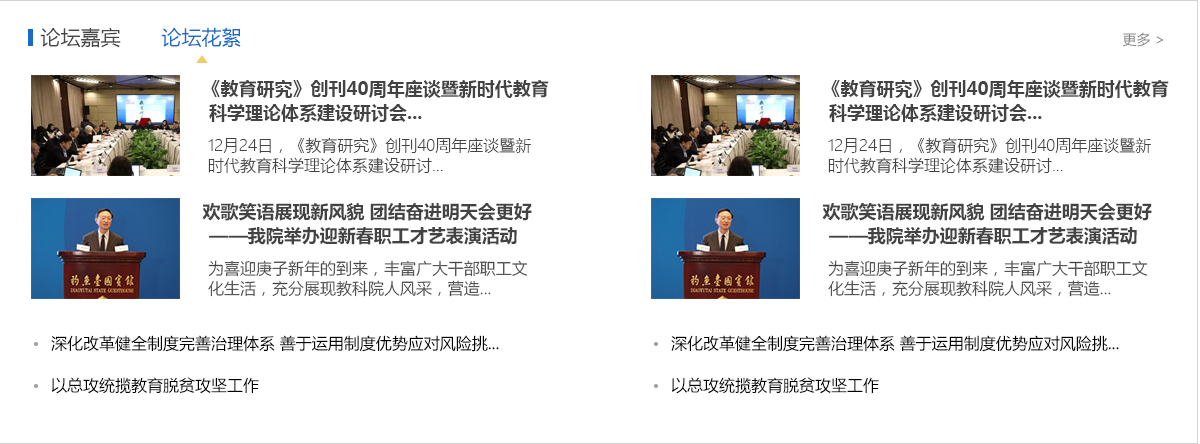 论坛嘉宾
论坛花絮
更多 >
《教育研究》创刊40周年座谈暨新时代教育
科学理论体系建设研讨会...
12月24日，《教育研究》创刊40周年座谈暨新
时代教育科学理论体系建设研讨...
欢歌笑语展现新风貌 团结奋进明天会更好
——我院举办迎新春职工才艺表演活动
为喜迎庚子新年的到来，丰富广大干部职工文
化生活，充分展现教科院人风采，营造...
钓鱼台国宾馆
DIAOYUTAI STATE GUESTHOUSE
深化改革健全制度完善治理体系 善于运用制度优势应对风险挑...
以总攻统揽教育脱贫攻坚工作
《教育研究》创刊40周年座谈暨新时代教育
科学理论体系建设研讨会...
12月24日，《教育研究》创刊40周年座谈暨新
时代教育科学理论体系建设研讨...
欢歌笑语展现新风貌 团结奋进明天会更好
——我院举办迎新春职工才艺表演活动
为喜迎庚子新年的到来，丰富广大干部职工文
化生活，充分展现教科院人风采，营造...
钓鱼台国宾馆
DIAOYUTAI STATE GUESTHOUSE
深化改革健全制度完善治理体系 善于运用制度优势应对风险挑...
以总攻统揽教育脱贫攻坚工作